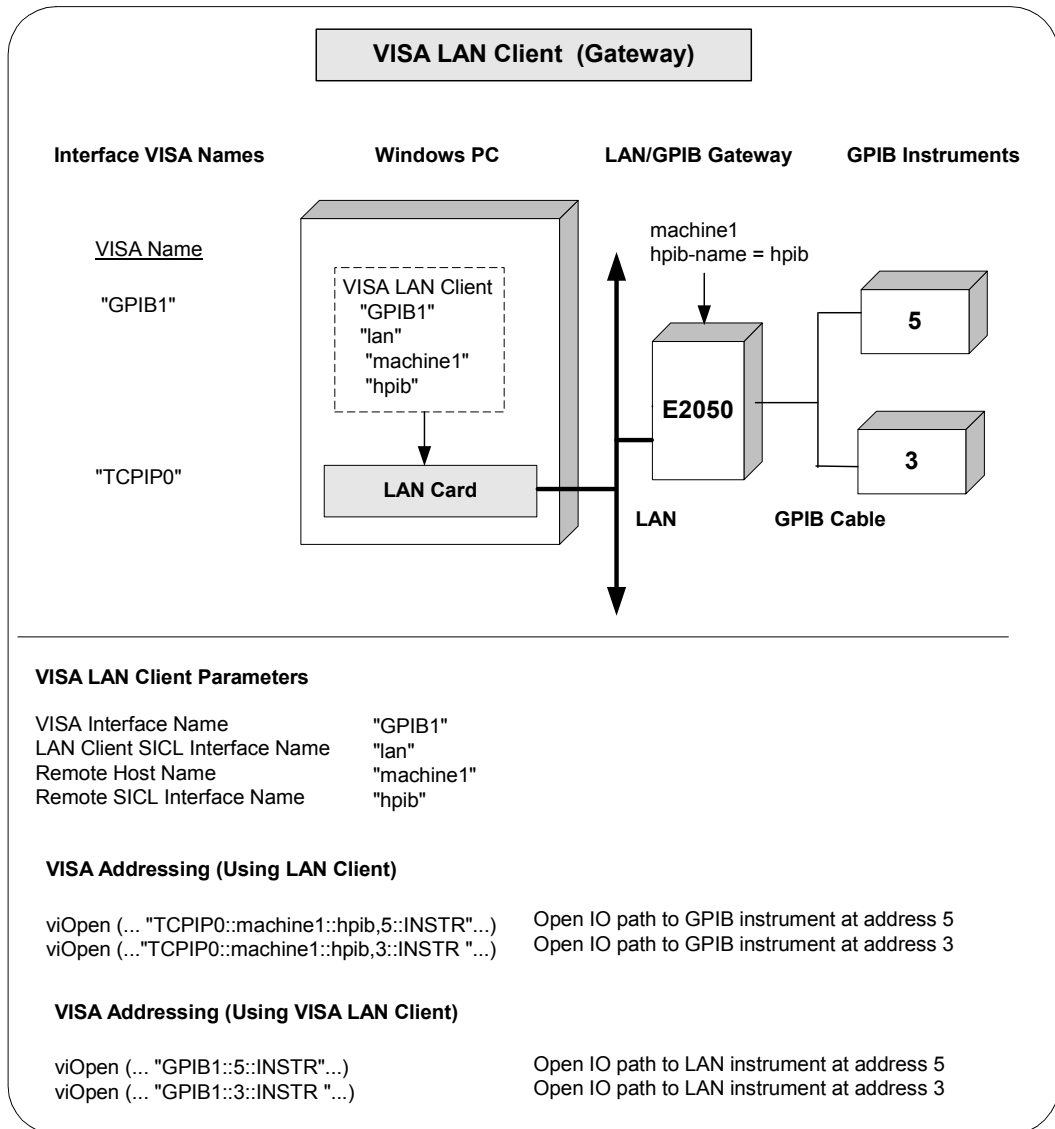 VISA LAN Client (Gateway)
Interface VISA Names
Windows PC
LAN/GPIB Gateway
GPIB Instruments
VISA Name
"GPIB1"
"TCPIP0"
VISA LAN Client
"GPIB1"
"lan"
"machine1"
"hpib"
LAN Card
machine1
hpib-name = hpib
E2050
LAN
GPIB Cable
5
3
VISA LAN Client Parameters
VISA Interface Name "GPIB1"
LAN Client SICL Interface Name "lan"
Remote Host Name "machine1"
Remote SICL Interface Name "hpib"
VISA Addressing (Using LAN Client)
viOpen (... "TCPIP0::machine1::hpib,5::INSTR"...) Open IO path to GPIB instrument at address 5
viOpen (..."TCPIP0::machine1::hpib,3::INSTR "...) Open IO path to GPIB instrument at address 3
VISA Addressing (Using VISA LAN Client)
viOpen (... "GPIB1::5::INSTR"...) Open IO path to LAN instrument at address 5
viOpen (... "GPIB1::3::INSTR "...) Open IO path to LAN instrument at address 3